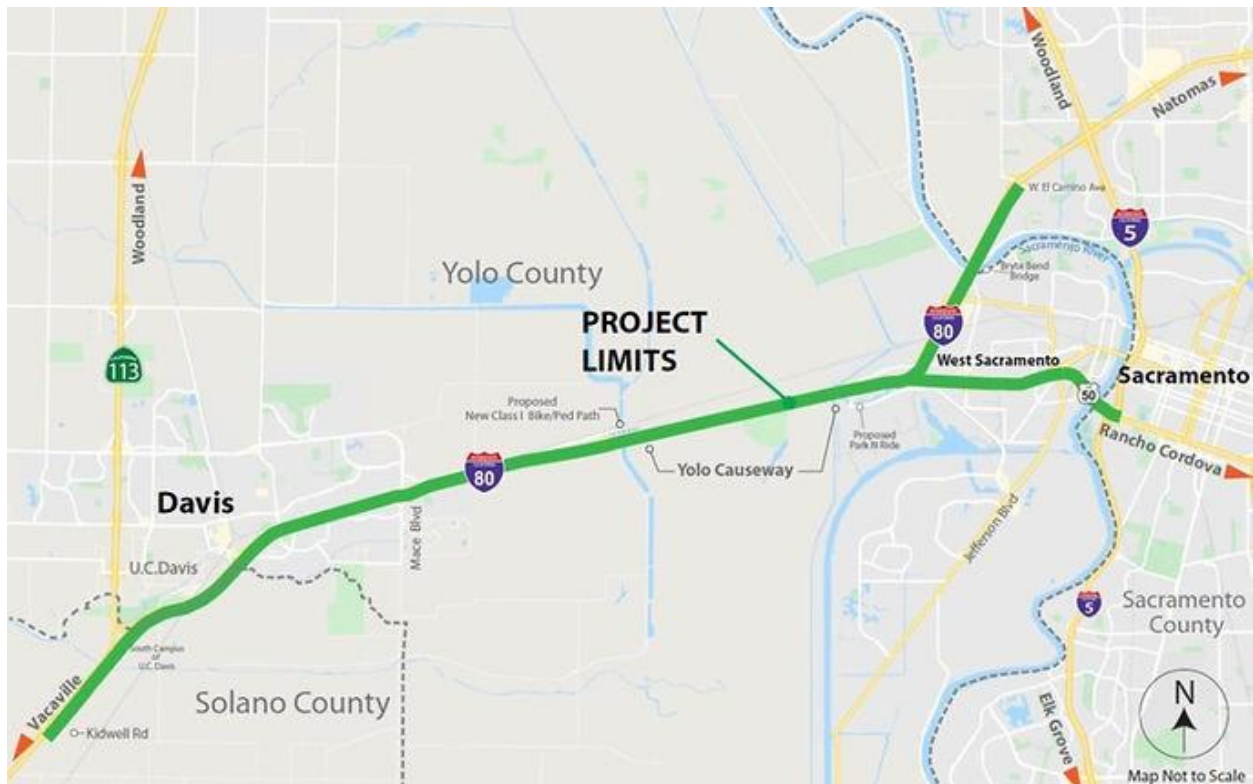 Woodland
Natomas
W. El Camino Ave
5
Sacramento River
Bryte Bend
Bridge
Woodland
Yolo County
PROJECT
LIMITS
80
West Sacramento
113
Sacramento
50
Proposed
New Class I Bike/Ped Path
Proposed
Park N Ride
Rancho Cordova
Yolo Causeway
80
Davis
Mace Blvd
Jefferson Blvd
U.C.Davis
5
Sacramento
County
South Campus
of
U.C. Davis
Solano County
Vacaville
Kidwell Rd
N
Elk Grove
Map Not to Scale